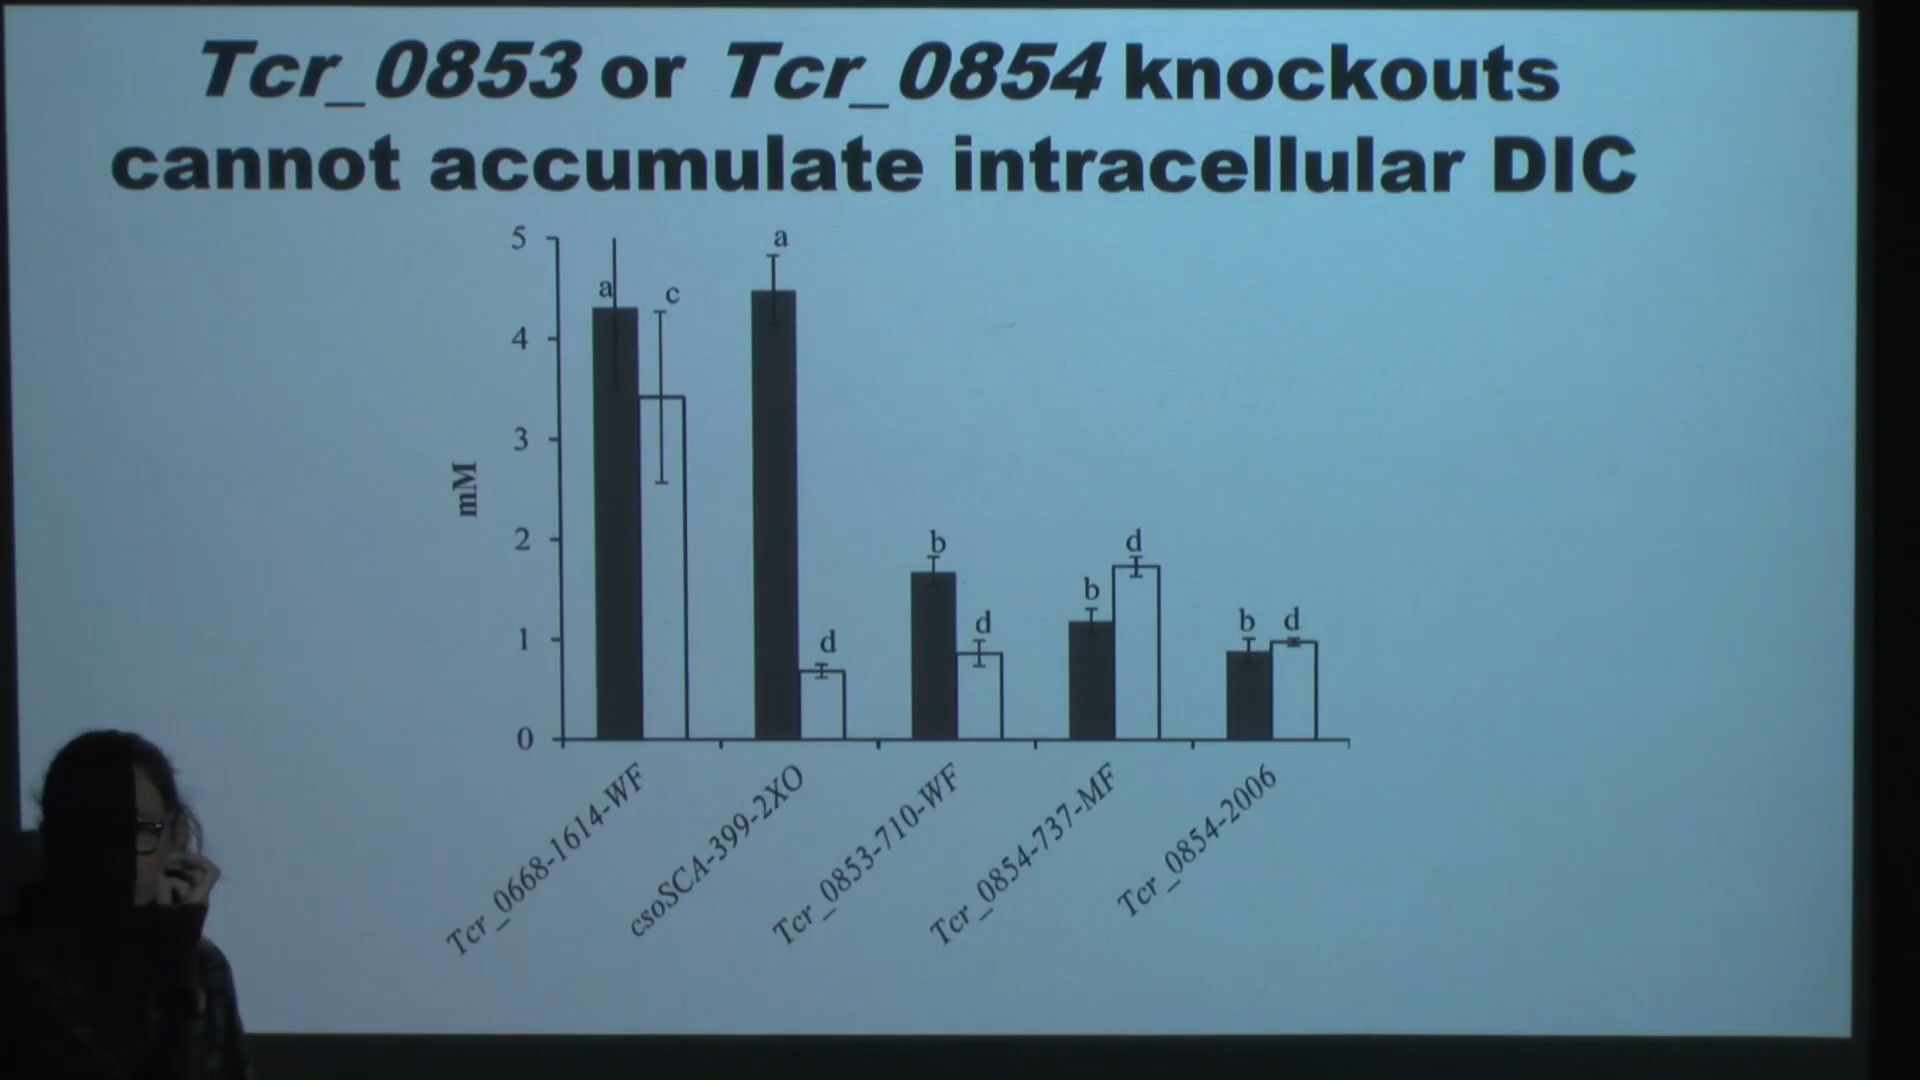 Tcr_0853 or Tcr_0854 knockouts
cannot accumulate intracellular DIC
5
4
3
2
1
0
mM
a
c
a
d
b
d
b
d
b
d
Tcr_0668-1614-WF
csoSCA-399-2XO
Tcr_0853-710-WF
Tcr_0854-737-MF
Tcr_0854-2006